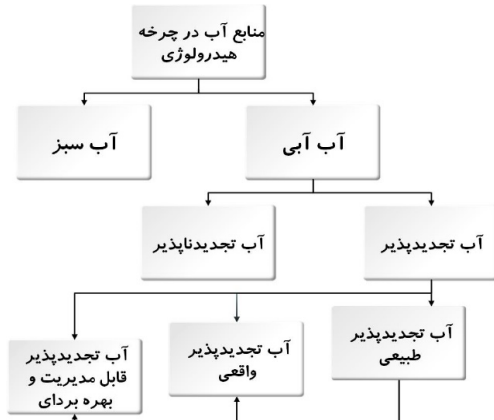 منابع آب در چرخه
هیدرولوژی
آب آبی
آب سبز
آب تجدیدپذیر
آب تجدیدناپذیر
آب تجدیدپذیر
طبیعی
آب تجدیدپذیر
واقعی
آب تجدیدپذیر
قابل مدیریت و
بهره بردای